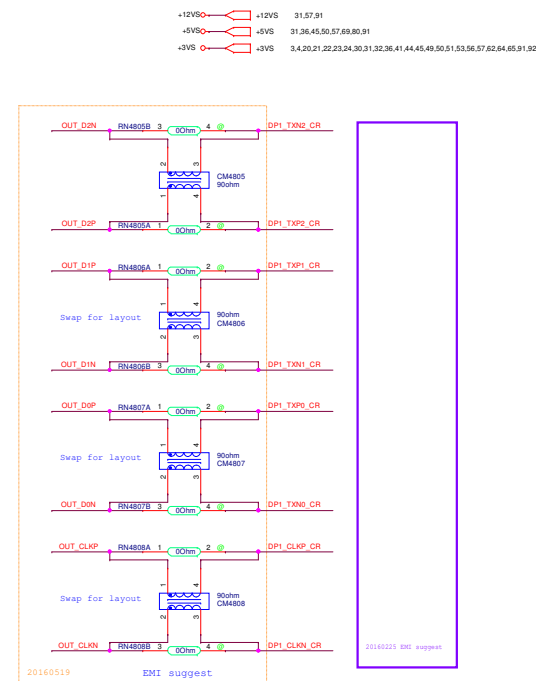 +12VS +12VS 31,57,91
+5VS +5VS 31,36,45,50,57,69,80,91
+3VS +3VS 3,4,20,21,22,23,24,30,31,32,36,41,44,45,49,50,51,53,56,57,62,64,65,91,92
OUT_D2N RN4805B 3 0Ohm 4 @ DP1_TXN2_CR
2 3
CM4805
90ohm
1 4
OUT_D2P RN4805A 1 0Ohm 2 @ DP1_TXP2_CR
OUT_D1P RN4806A 1 0Ohm 2 @ DP1_TXP1_CR
1 4
Swap for layout
90ohm
CM4806
2 3
OUT_D1N RN4806B 3 0Ohm 4 @ DP1_TXN1_CR
OUT_D0P RN4807A 1 0Ohm 2 @ DP1_TXP0_CR
1 4
Swap for layout
90ohm
CM4807
2 3
OUT_D0N RN4807B 3 0Ohm 4 @ DP1_TXN0_CR
OUT_CLKP RN4808A 1 0Ohm 2 @ DP1_CLKP_CR
1 4
Swap for layout
90ohm
CM4808
2 3
OUT_CLKN RN4808B 3 0Ohm 4 @ DP1_CLKN_CR
20160225 EMI suggest
20160519 EMI suggest